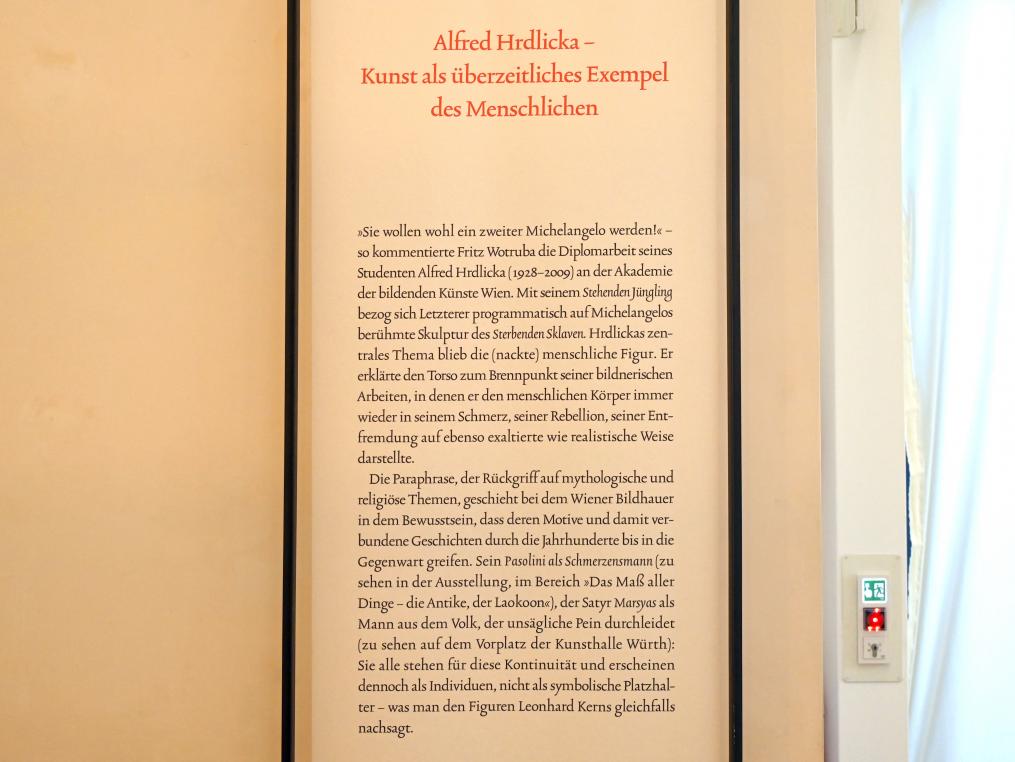 Alfred Hrdlicka –
Kunst als überzeitliches Exempel
des Menschlichen
»Sie wollen wohl ein zweiter Michelangelo werden!« –
so kommentierte Fritz Wotruba die Diplomarbeit seines
Studenten Alfred Hrdlicka (1928–2009) an der Akademie
der bildenden Künste Wien. Mit seinem Stehenden Jüngling
bezog sich Letzterer programmatisch auf Michelangelos
berühmte Skulptur des Sterbenden Sklaven. Hrdlickas zen-
trales Thema blieb die (nackte) menschliche Figur. Er
erklärte den Torso zum Brennpunkt seiner bildnerischen
Arbeiten, in denen er den menschlichen Körper immer
wieder in seinem Schmerz, seiner Rebellion, seiner Ent-
fremdung auf ebenso exaltierte wie realistische Weise
darstellte.
Die Paraphrase, der Rückgriff auf mythologische und
religiöse Themen, geschieht bei dem Wiener Bildhauer
in dem Bewusstsein, dass deren Motive und damit ver-
bundene Geschichten durch die Jahrhunderte bis in die
Gegenwart greifen. Sein Pasolini als Schmerzensmann (zu
sehen in der Ausstellung, im Bereich »Das Maß aller
Dinge – die Antike, der Laokoon«), der Satyr Marsyas als
Mann aus dem Volk, der unsägliche Pein durchleidet
(zu sehen auf dem Vorplatz der Kunsthalle Würth):
Sie alle stehen für diese Kontinuität und erscheinen
dennoch als Individuen, nicht als symbolische Platzhal-
ter – was man den Figuren Leonhard Kerns gleichfalls
nachsagt.